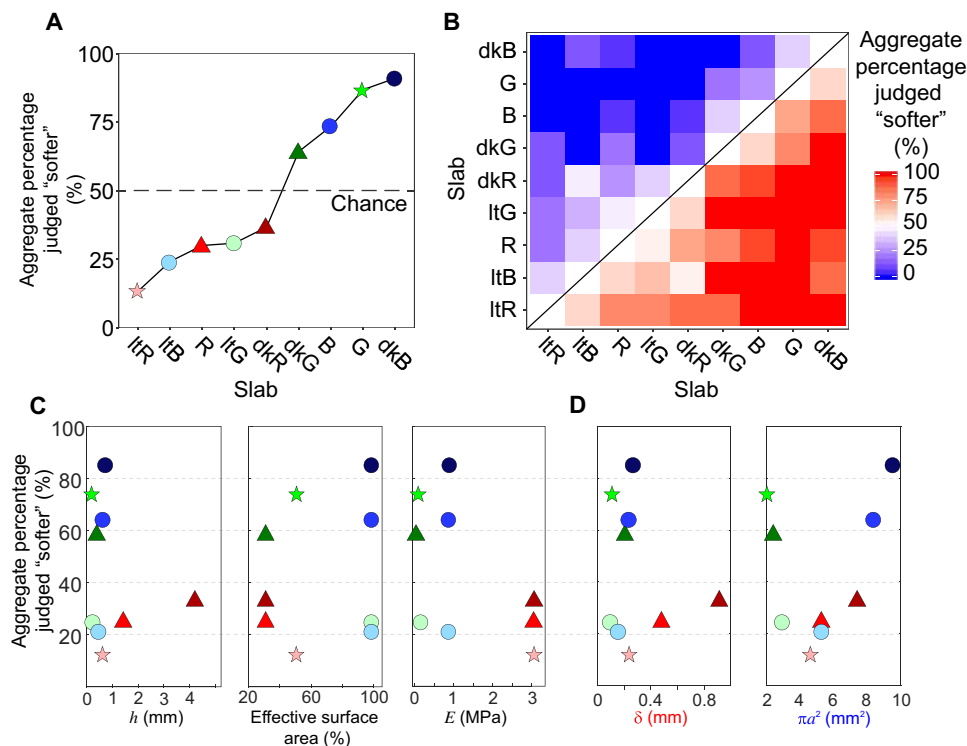 A
Aggregate percentage
judged “softer”
(%)
100
75
50
25
0
Chance
ltR
ltB
R
ltG
dkR
dkG
B
G
dkB
Slab
B
Slab
dkB
G
B
dkG
dkR
ltG
R
ltB
ltR
ltR
ltB
R
ltG
dkR
dkG
B
G
dkB
Slab
Aggregate
percentage
judged
“softer”
(%)
100
75
50
25
0
C
Aggregate percentage
judged “softer” (%)
100
80
60
40
20
0 1 2 3 4
h (mm)
20 60 100
Effective surface
area (%)
0 1 2 3
E (MPa)
D
0 0.4 0.8
δ (mm)
2 4 6 8 10
πa² (mm²)